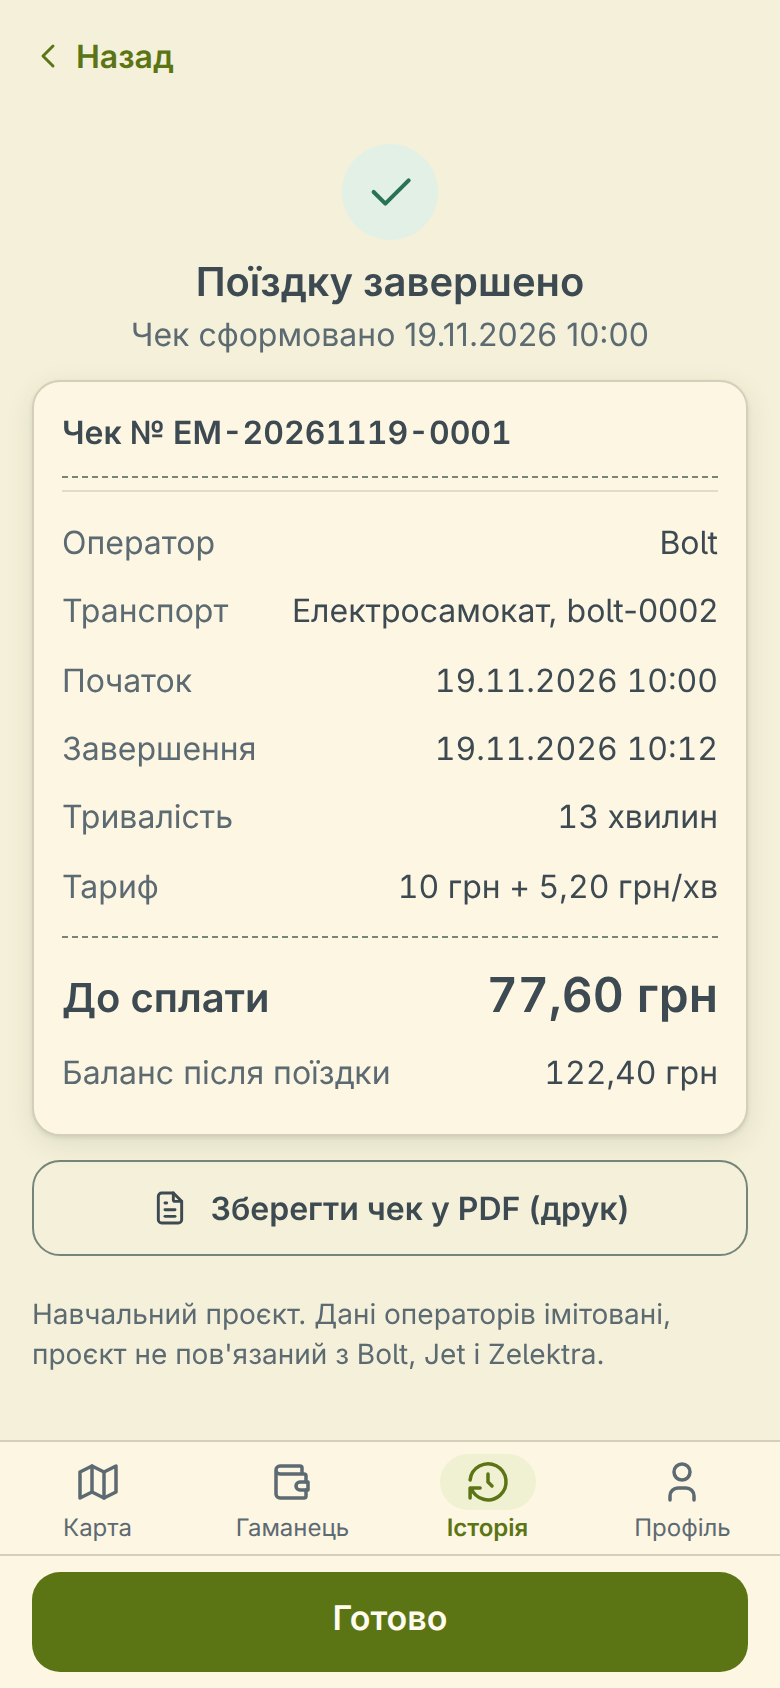 Назад
Поїздку завершено
Чек сформовано 19.11.2026 10:00
Чек № EM-20261119-0001
Оператор Bolt
Транспорт Електросамокат, bolt-0002
Початок 19.11.2026 10:00
Завершення 19.11.2026 10:12
Тривалість 13 хвилин
Тариф 10 грн + 5,20 грн/хв
До сплати 77,60 грн
Баланс після поїздки 122,40 грн
Зберегти чек у PDF (друк)
Навчальний проєкт. Дані операторів імітовані,
проєкт не пов'язаний з Bolt, Jet і Zelektra.
Карта Гаманець Історія Профіль
Готово